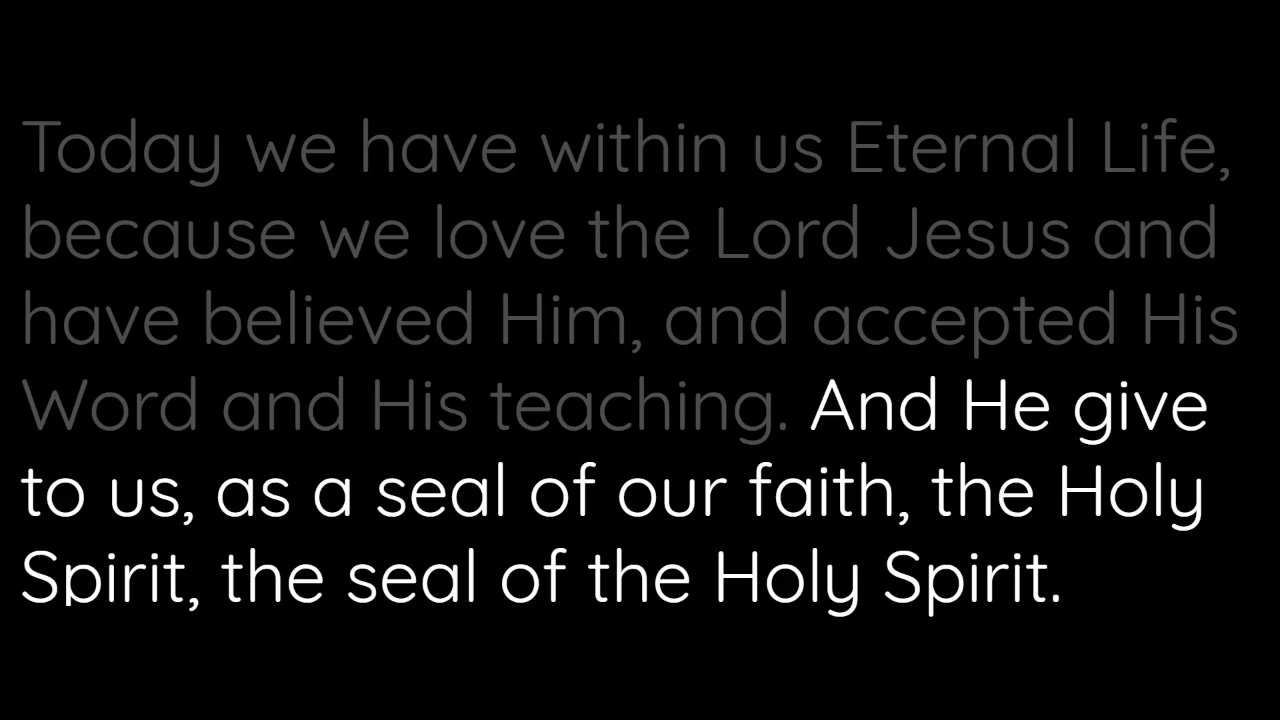 Today we have within us Eternal Life,
because we love the Lord Jesus and
have believed Him, and accepted His
Word and His teaching. And He give
to us, as a seal of our faith, the Holy
Spirit, the seal of the Holy Spirit.